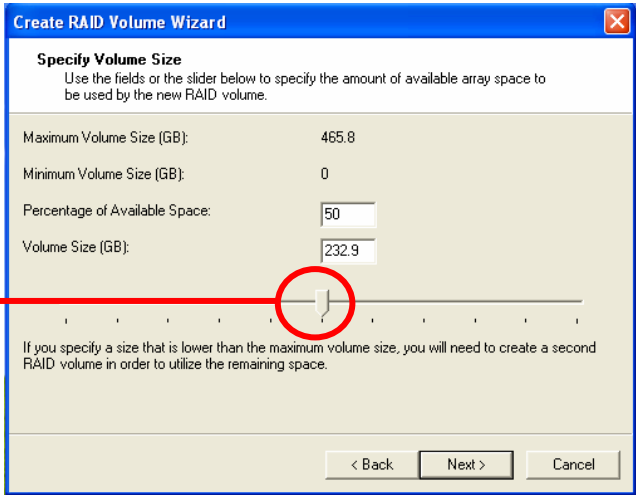 Create RAID Volume Wizard
Specify Volume Size
Use the fields or the slider below to specify the amount of available array space to
be used by the new RAID volume.
Maximum Volume Size (GB): 465.8
Minimum Volume Size (GB): 0
Percentage of Available Space: 50
Volume Size (GB): 232.9
If you specify a size that is lower than the maximum volume size, you will need to create a second
RAID volume in order to utilize the remaining space.
< Back Next > Cancel